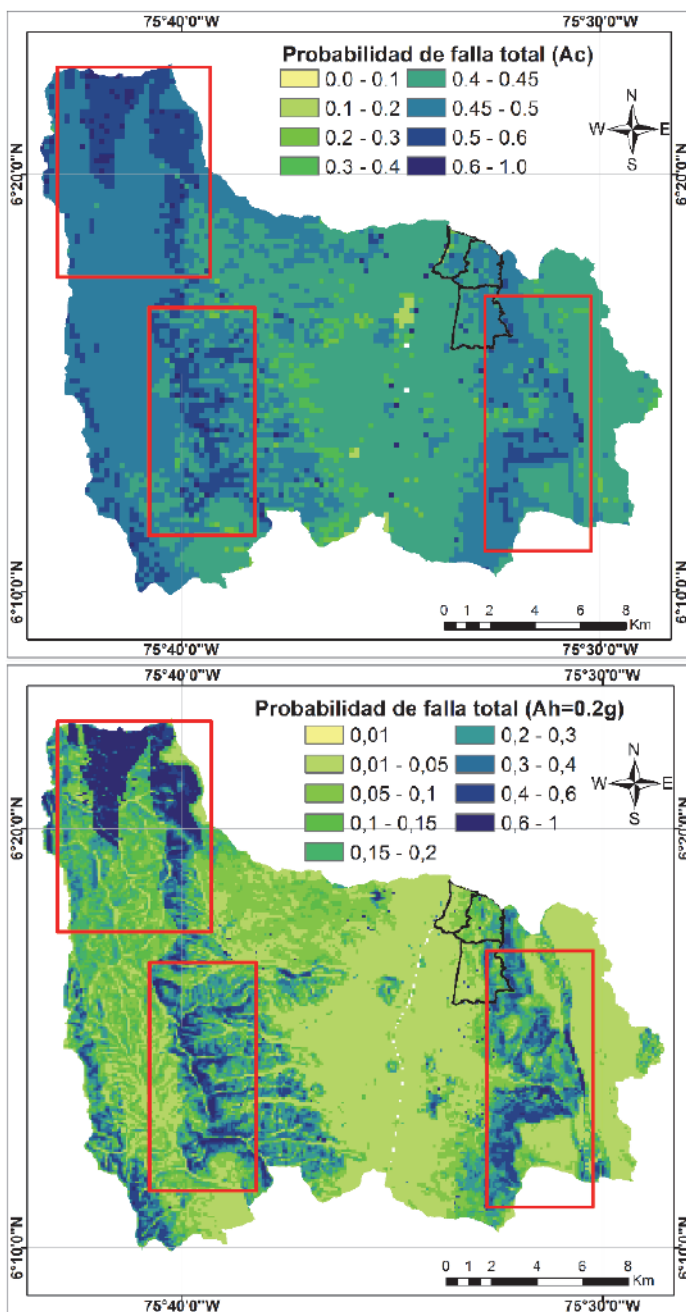 75°40'0"W 75°30'0"W
Probabilidad de falla total (Ac)
0.0 - 0.1 0.4 - 0.45
0.1 - 0.2 0.45 - 0.5
0.2 - 0.3 0.5 - 0.6
0.3 - 0.4 0.6 - 1.0
N
W E
S
6°20'0"N 6°20'0"N
6°10'0"N 6°10'0"N
0 1 2 4 6 8
Km
75°40'0"W 75°30'0"W
75°40'0"W 75°30'0"W
Probabilidad de falla total (Ah=0.2g)
0,01 0,2 - 0,3
0,01 - 0,05 0,3 - 0,4
0,05 - 0,1 0,4 - 0,6
0,1 - 0,15 0,6 - 1
0,15 - 0,2
N
W E
S
6°20'0"N 6°20'0"N
6°10'0"N 6°10'0"N
0 1 2 4 6 8
Km
75°40'0"W 75°30'0"W